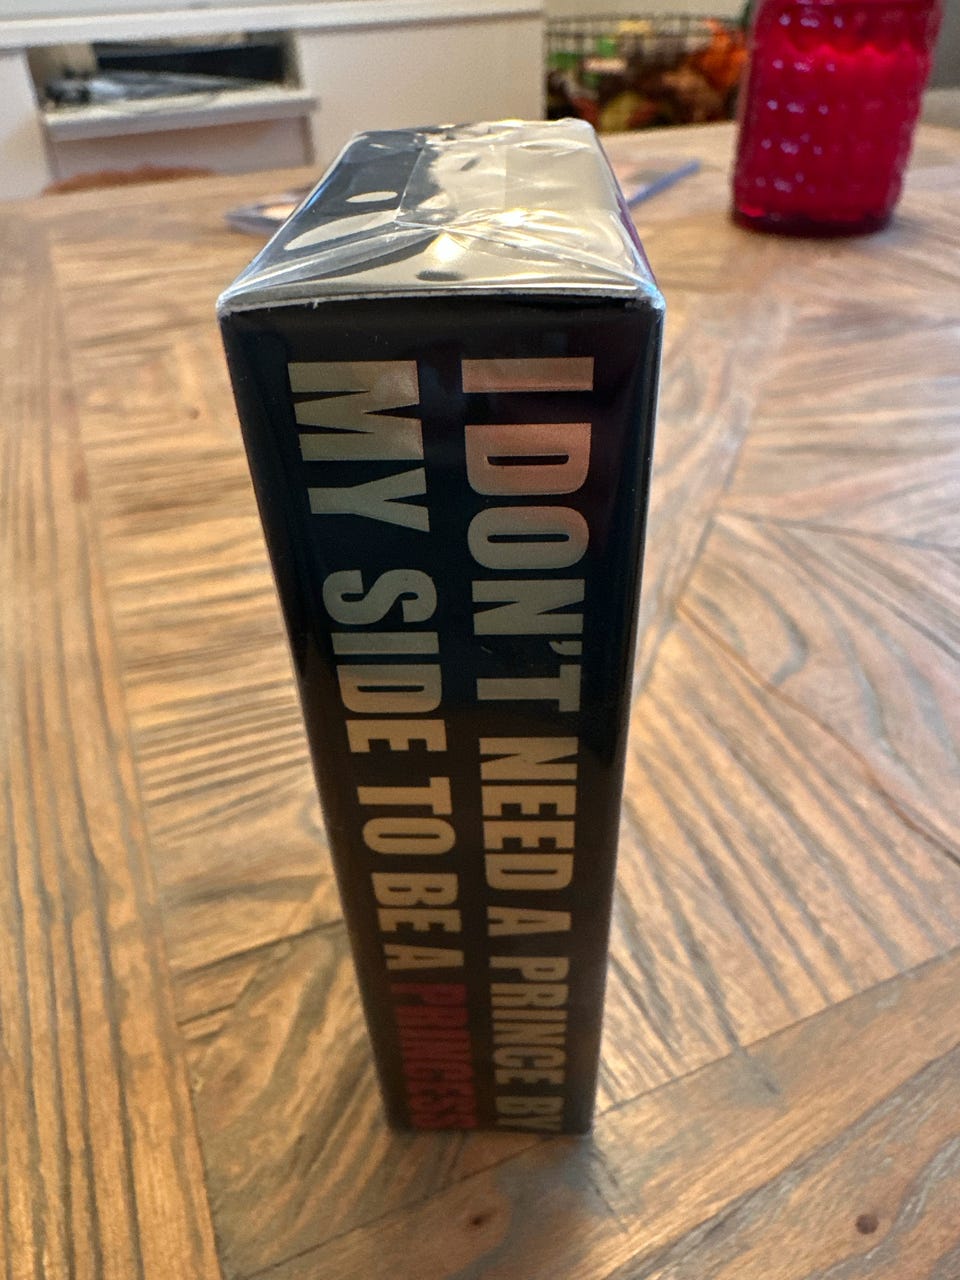 I DON'T NEED A PRINCE BY
MY SIDE TO BE A PRINCESS